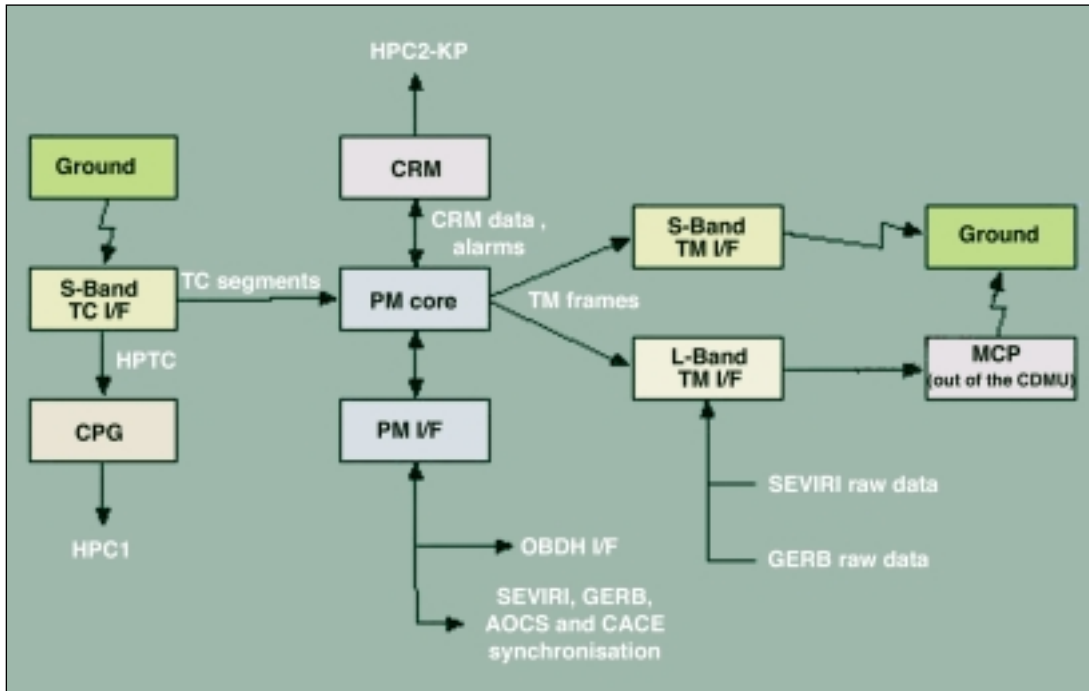 HPC2-KP
Ground
CRM
CRM data ,
alarms
S-Band
TM I/F
Ground
S-Band
TC I/F
TC segments
PM core
TM frames
HPTC
L-Band
TM I/F
MCP
(out of the CDMU)
CPG
PM I/F
SEVIRI raw data
HPC1
OBDH I/F
GERB raw data
SEVIRI, GERB,
AOCS and CACE
synchronisation